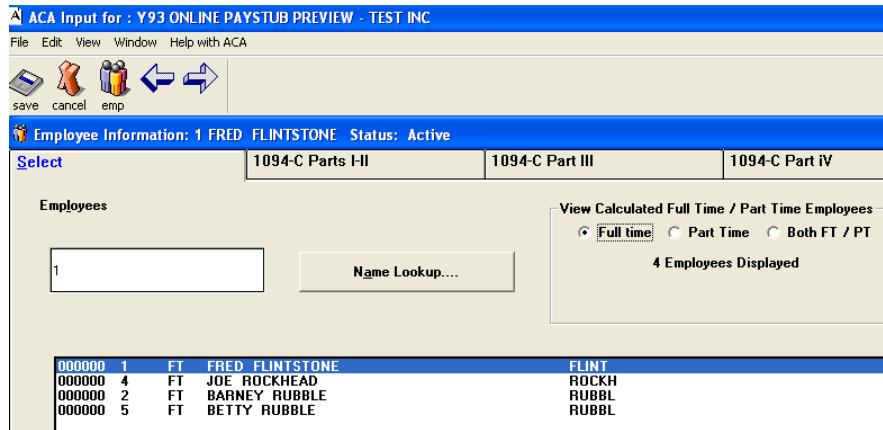 ACA Input for : Y93 ONLINE PAYSTUB PREVIEW - TEST INC
File Edit View Window Help with ACA
save cancel emp
Employee Information: 1 FRED FLINTSTONE Status: Active
Select 1094-C Parts I-II 1094-C Part III 1094-C Part iV
Employees
View Calculated Full Time / Part Time Employees
Full time Part Time Both FT / PT
1
Name Lookup....
4 Employees Displayed
000000 1 FT FRED FLINTSTONE FLINT
000000 4 FT JOE ROCKHEAD ROCKH
000000 2 FT BARNEY RUBBLE RUBBL
000000 5 FT BETTY RUBBLE RUBBL